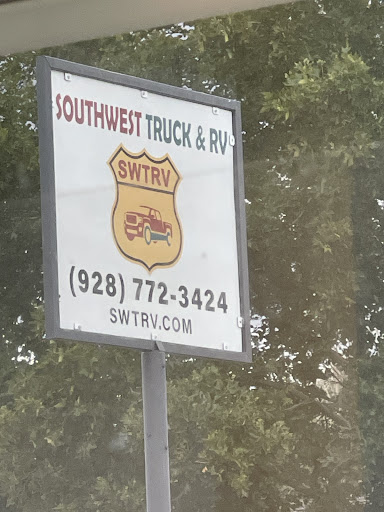 SOUTHWEST TRUCK & RV
SWTRV
(928) 772-3424
SWTRV.COM